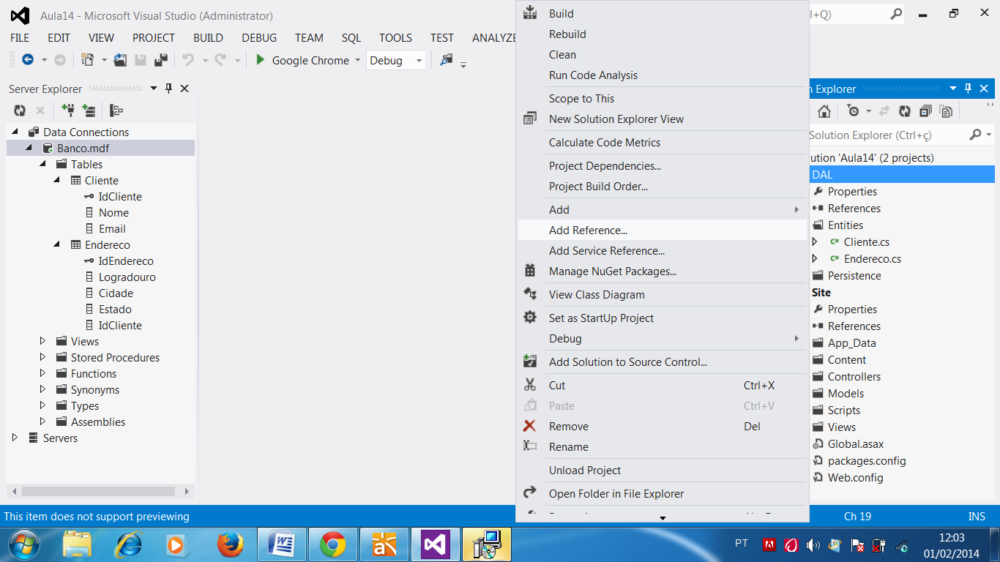 Aula14 - Microsoft Visual Studio (Administrator)
l+Q)
FILE EDIT VIEW PROJECT BUILD DEBUG TEAM SQL TOOLS TEST ANALYZE
Google Chrome Debug
Server Explorer
Data Connections
Banco.mdf
Tables
Cliente
IdCliente
Nome
Email
Endereco
IdEndereco
Logradouro
Cidade
Estado
IdCliente
Views
Stored Procedures
Functions
Synonyms
Types
Assemblies
Servers
Build
Rebuild
Clean
Run Code Analysis
Scope to This
New Solution Explorer View
Calculate Code Metrics
Project Dependencies...
Project Build Order...
Add
Add Reference...
Add Service Reference...
Manage NuGet Packages...
View Class Diagram
Set as StartUp Project
Debug
Add Solution to Source Control...
Cut Ctrl+X
Paste Ctrl+V
Remove Del
Rename
Unload Project
Open Folder in File Explorer
n Explorer
Solution Explorer (Ctrl+ç)
ution 'Aula14' (2 projects)
DAL
Properties
References
Entities
C# Cliente.cs
C# Endereco.cs
Persistence
Site
Properties
References
App_Data
Content
Controllers
Models
Scripts
Views
Global.asax
packages.config
Web.config
This item does not support previewing Ch 19 INS
PT 12:03
01/02/2014